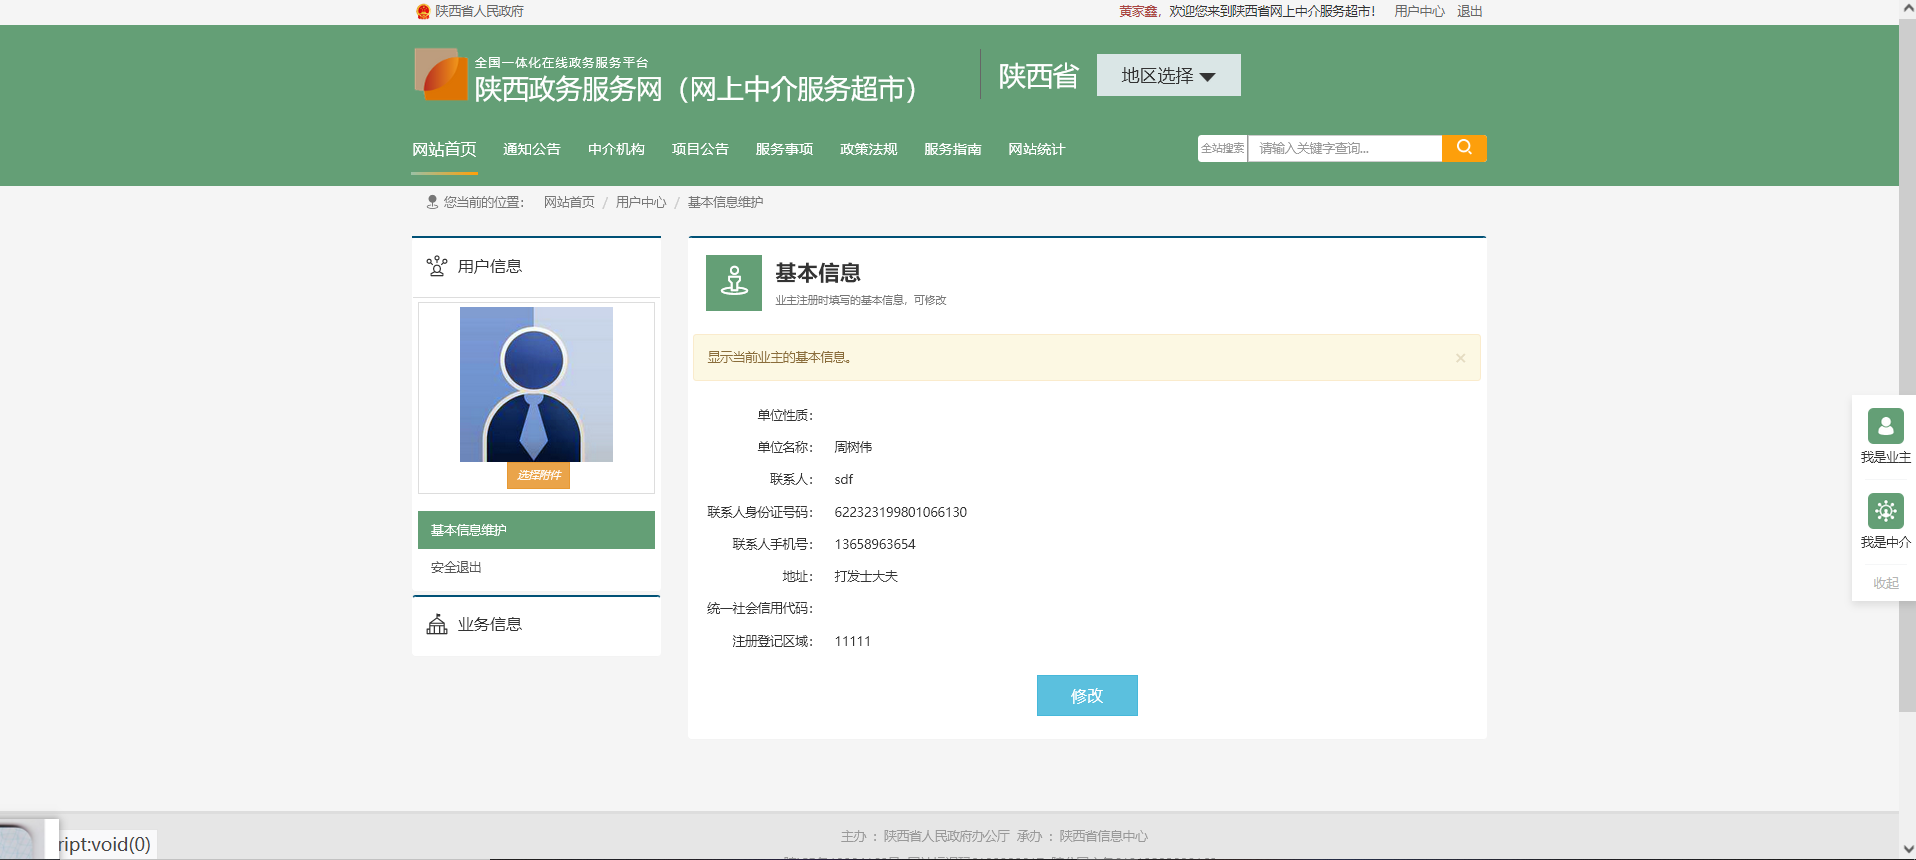 陕西省人民政府
黄家鑫，欢迎您来到陕西省网上中介服务超市！ 用户中心 退出
全国一体化在线政务服务平台
陕西政务服务网（网上中介服务超市）
陕西省
地区选择
网站首页 通知公告 中介机构 项目公告 服务事项 政策法规 服务指南 网站统计
全站搜索 请输入关键字查询...
您当前的位置： 网站首页 / 用户中心 / 基本信息维护
用户信息
选择附件
基本信息维护
安全退出
业务信息
基本信息
业主注册时填写的基本信息，可修改
显示当前业主的基本信息。 ×
单位性质：
单位名称： 周树伟
联系人： sdf
联系人身份证号码： 622323199801066130
联系人手机号： 13658963654
地址： 打发士大夫
统一社会信用代码：
注册登记区域： 11111
修改
我是业主
我是中介
收起
主办 ：陕西省人民政府办公厅 承办 ：陕西省信息中心
ript:void(0)